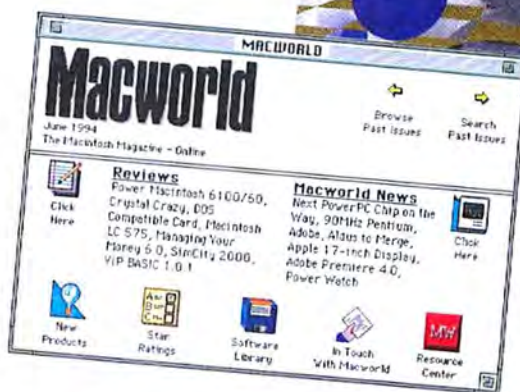 MACWORLD
Macworld
June 1994
The Macintosh Magazine - Online
Browse
Past Issues
Search
Past Issues
Click
Here
Reviews
Power Macintosh 6100/60,
Crystal Crazy, DOS
Compatible Card, Macintosh
LC 575, Managing Your
Money 6.0, SimCity 2000,
ViP BASIC 1.0.1
Macworld News
Next PowerPC Chip on the
Way, 90MHz Pentium,
Adobe, Aldus to Merge,
Apple 17-inch Display,
Adobe Premiere 4.0,
Power Watch
Click
Here
New
Products
Star
Ratings
Software
Library
In Touch
With Macworld
MW
Resource
Center